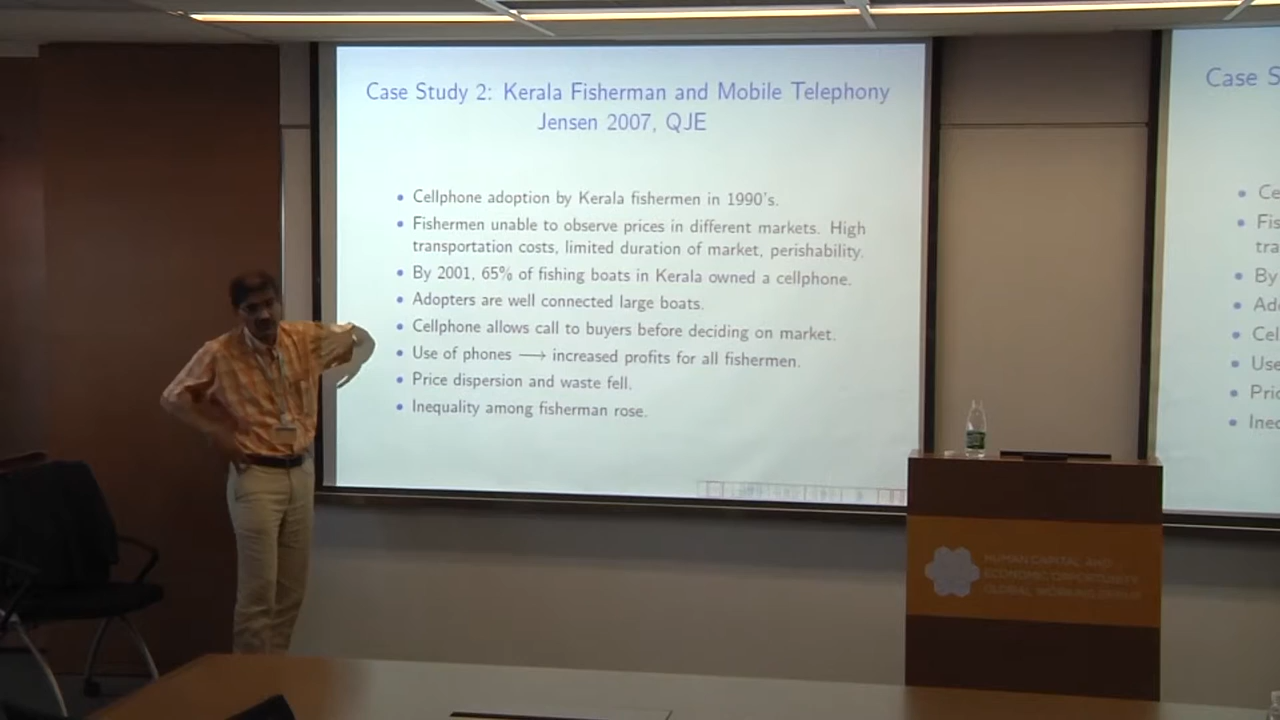 Case Study 2: Kerala Fisherman and Mobile Telephony
Jensen 2007, QJE
• Cellphone adoption by Kerala fishermen in 1990's.
• Fishermen unable to observe prices in different markets. High
transportation costs, limited duration of market, perishability.
• By 2001, 65% of fishing boats in Kerala owned a cellphone.
• Adopters are well connected large boats.
• Cellphone allows call to buyers before deciding on market.
• Use of phones ⟶ increased profits for all fishermen.
• Price dispersion and waste fell.
• Inequality among fisherman rose.
Case S
• Ce
• Fis
tra
• By
• Ad
• Cel
• Use
• Pric
• Ineq
HUMAN CAPITAL AND
ECONOMIC OPPORTUNITY
GLOBAL WORKING GROUP